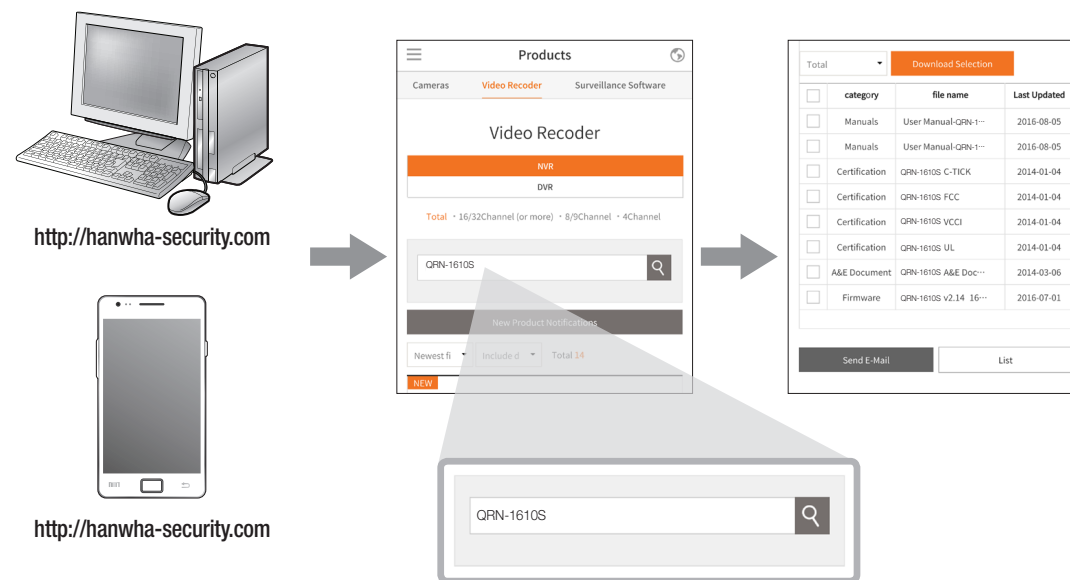 http://hanwha-security.com
http://hanwha-security.com
Products
Cameras Video Recoder Surveillance Software
Video Recoder
NVR
DVR
Total · 16/32Channel (or more) · 8/9Channel · 4Channel
QRN-1610S
New Product Notifications
Newest fi Include d Total 14
NEW
QRN-1610S
Total Download Selection
category file name Last Updated
Manuals User Manual-QRN-1··· 2016-08-05
Manuals User Manual-QRN-1··· 2016-08-05
Certification QRN-1610S C-TICK 2014-01-04
Certification QRN-1610S FCC 2014-01-04
Certification QRN-1610S VCCI 2014-01-04
Certification QRN-1610S UL 2014-01-04
A&E Document QRN-1610S A&E Doc··· 2014-03-06
Firmware QRN-1610S v2.14 16··· 2016-07-01
Send E-Mail List